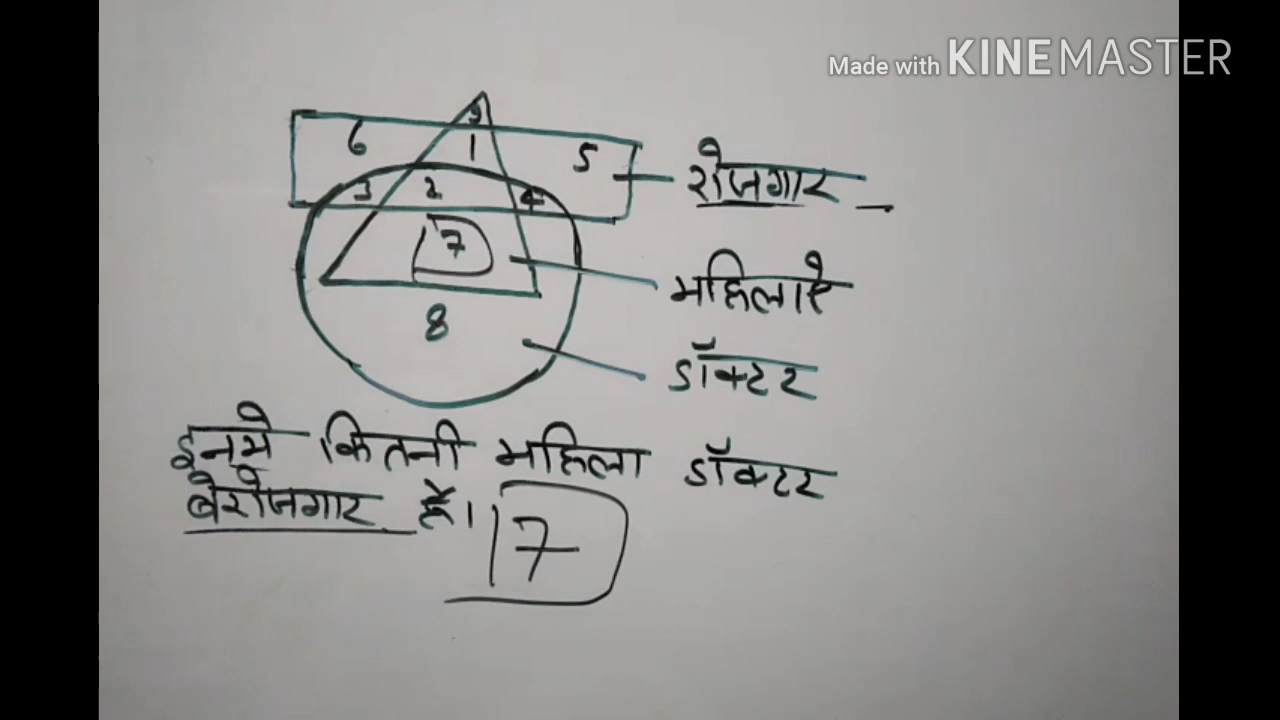 Made with KINEMASTER
9
6 1 5
रोजगार
3 2 4
7
महिलाऐ
8
डॉक्टर
इनमे कितनी महिला डॉक्टर
बेरोजगार हैं।
7